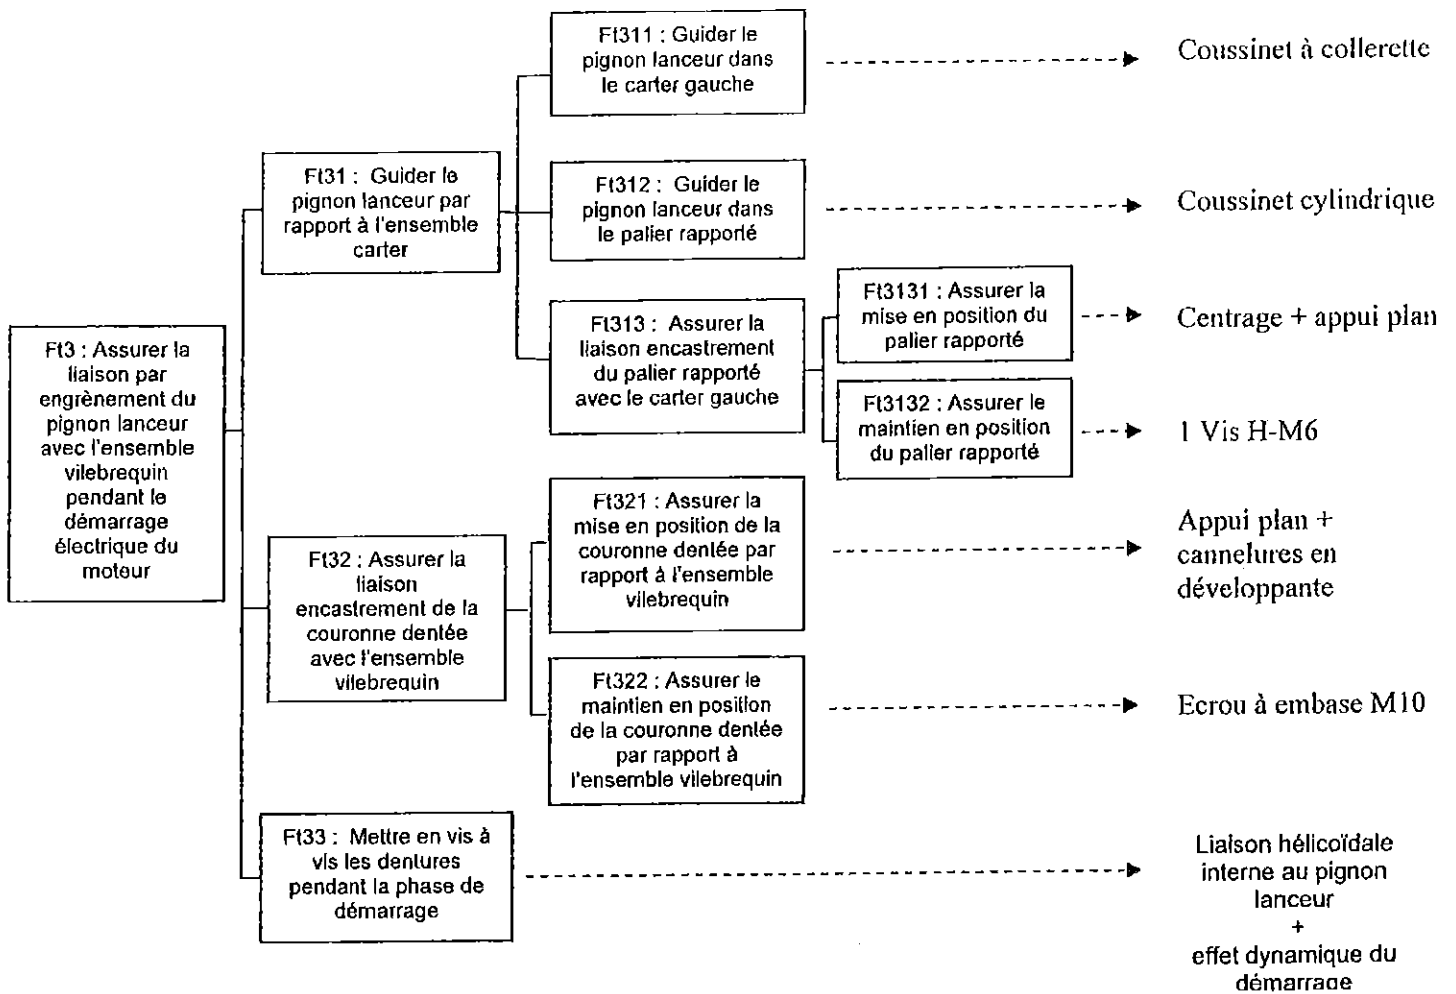 Ft3 : Assurer la
liaison par
engrènement du
pignon lanceur
avec l'ensemble
vilebrequin
pendant le
démarrage
électrique du
moteur
Ft31 : Guider le
pignon lanceur par
rapport à l'ensemble
carter
Ft311 : Guider le
pignon lanceur dans
le carter gauche
Coussinet à collerette
Ft312 : Guider le
pignon lanceur dans
le palier rapporté
Coussinet cylindrique
Ft313 : Assurer la
liaison encastrement
du palier rapporté
avec le carter gauche
Ft3131 : Assurer la
mise en position du
palier rapporté
Centrage + appui plan
Ft3132 : Assurer le
maintien en position
du palier rapporté
1 Vis H-M6
Ft32 : Assurer la
liaison
encastrement de la
couronne dentée
avec l'ensemble
vilebrequin
Ft321 : Assurer la
mise en position de la
couronne dentée par
rapport à l'ensemble
vilebrequin
Appui plan +
cannelures en
développante
Ft322 : Assurer le
maintien en position
de la couronne dentée
par rapport à
l'ensemble vilebrequin
Ecrou à embase M10
Ft33 : Mettre en vis à
vis les dentures
pendant la phase de
démarrage
Liaison hélicoïdale
interne au pignon
lanceur
+
effet dynamique du
démarrage